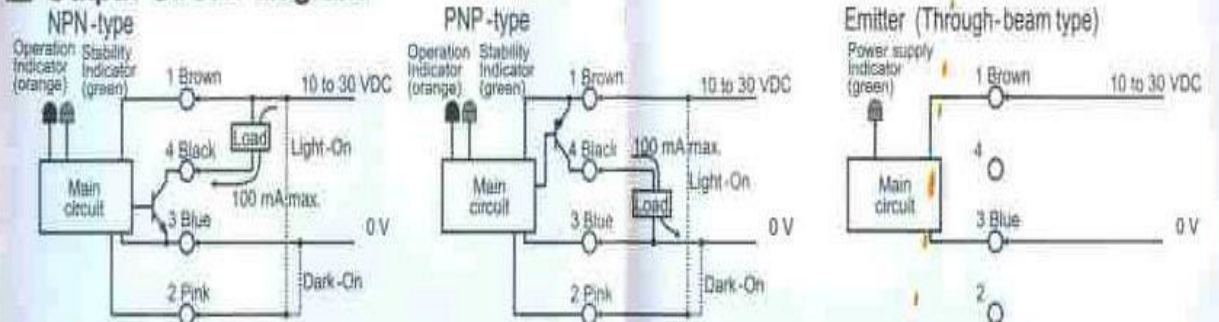 NPN-type
Operation Indicator (orange)
Stability Indicator (green)
1 Brown
10 to 30 VDC
Load
Light-On
4 Black
100 mA max.
Main circuit
3 Blue
0 V
Dark-On
2 Pink
PNP-type
Operation Indicator (orange)
Stability Indicator (green)
1 Brown
10 to 30 VDC
4 Black
100 mA max.
Light-On
Main circuit
Load
3 Blue
0 V
Dark-On
2 Pink
Emitter (Through-beam type)
Power supply Indicator (green)
1 Brown
10 to 30 VDC
4
Main circuit
3 Blue
0 V
2